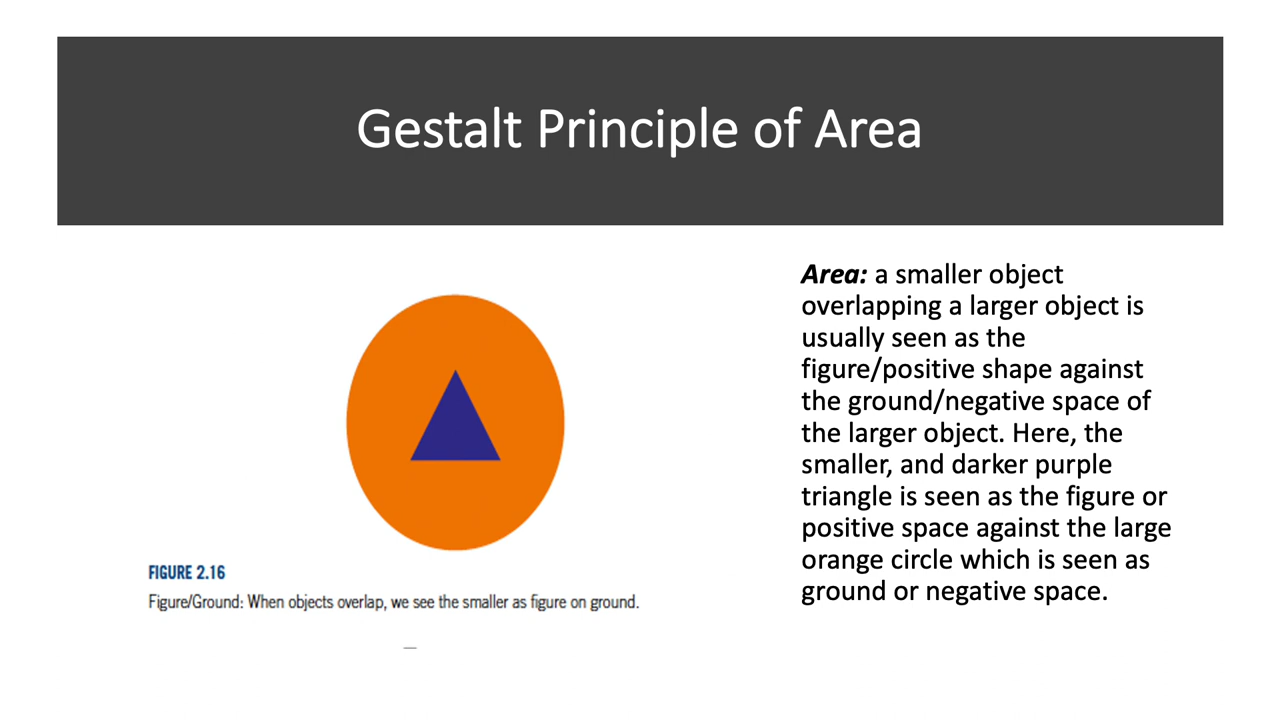 Gestalt Principle of Area
Area: a smaller object
overlapping a larger object is
usually seen as the
figure/positive shape against
the ground/negative space of
the larger object. Here, the
smaller, and darker purple
triangle is seen as the figure or
positive space against the large
orange circle which is seen as
ground or negative space.
FIGURE 2.16
Figure/Ground: When objects overlap, we see the smaller as figure on ground.